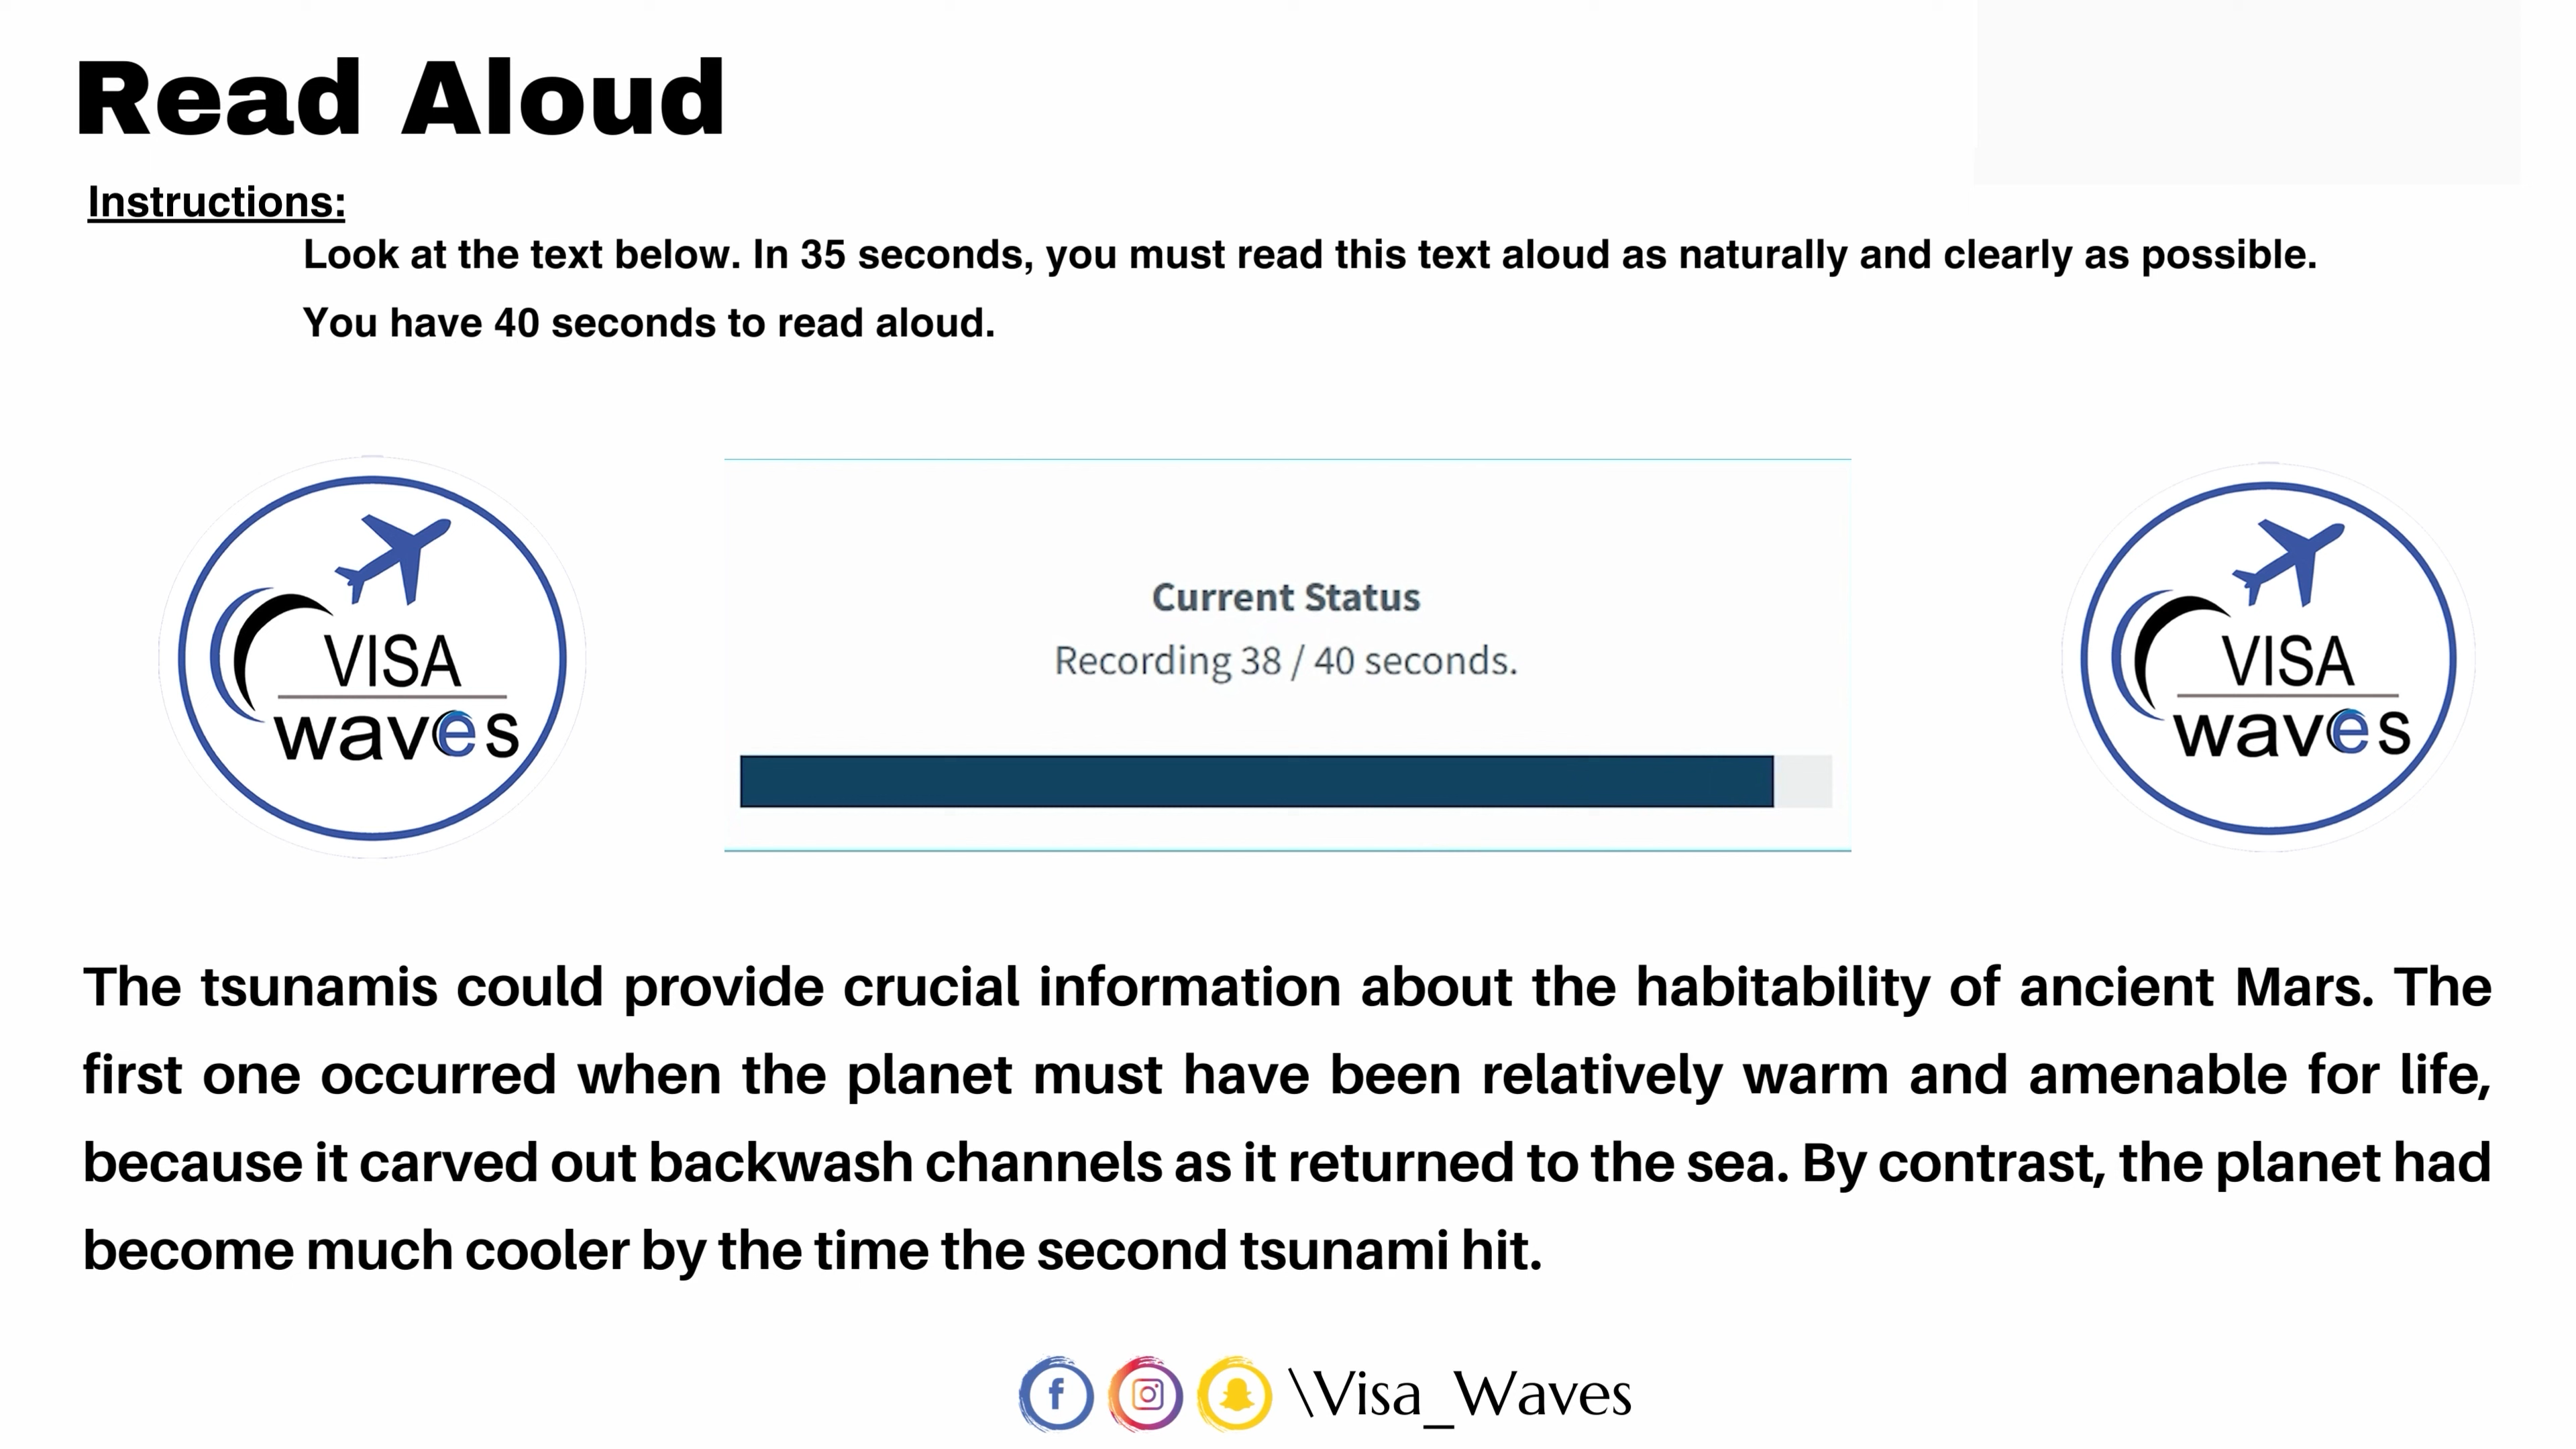 Read Aloud
Instructions:
Look at the text below. In 35 seconds, you must read this text aloud as naturally and clearly as possible.
You have 40 seconds to read aloud.
VISA
waves
Current Status
Recording 38 / 40 seconds.
VISA
waves
The tsunamis could provide crucial information about the habitability of ancient Mars. The
first one occurred when the planet must have been relatively warm and amenable for life,
because it carved out backwash channels as it returned to the sea. By contrast, the planet had
become much cooler by the time the second tsunami hit.
\Visa_Waves